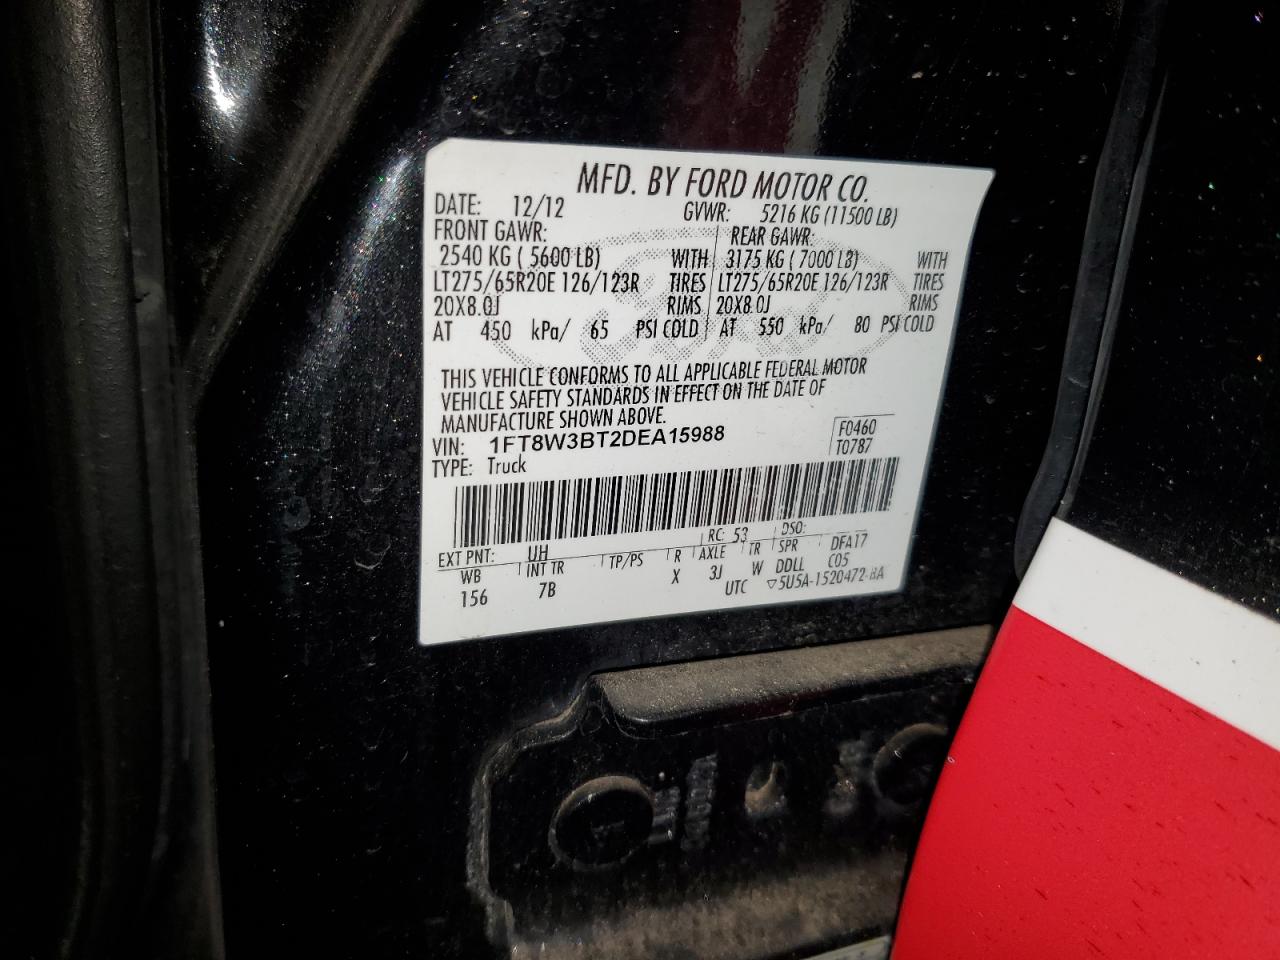 MFD. BY FORD MOTOR CO.
DATE: 12/12 GVWR: 5216 KG (11500 LB)
FRONT GAWR: REAR GAWR:
2540 KG ( 5600 LB) WITH 3175 KG ( 7000 LB) WITH
LT275/65R20E 126/123R TIRES LT275/65R20E 126/123R TIRES
20X8.0J RIMS 20X8.0J RIMS
AT 450 kPa/ 65 PSI COLD AT 550 kPa/ 80 PSI COLD
THIS VEHICLE CONFORMS TO ALL APPLICABLE FEDERAL MOTOR
VEHICLE SAFETY STANDARDS IN EFFECT ON THE DATE OF
MANUFACTURE SHOWN ABOVE.
VIN: 1FT8W3BT2DEA15988 F0460
TYPE: Truck T0787
EXT PNT: UH RC: 53 DSO:
WB INT TR TP/PS R AXLE TR SPR DFA17
156 7B X 3J W DDLL C05
UTC ▽5U5A-1520472-BA